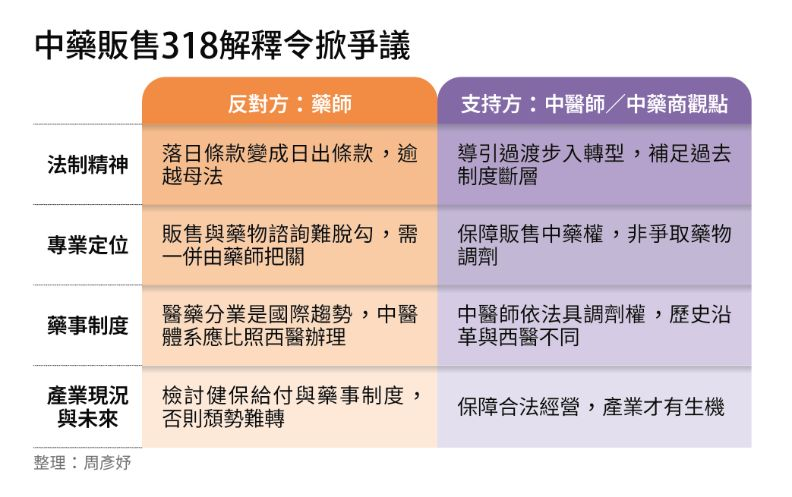 中藥販售318解釋令掀爭議
反對方：藥師
支持方：中醫師／中藥商觀點
法制精神
落日條款變成日出條款，逾
越母法
導引過渡步入轉型，補足過去
制度斷層
專業定位
販售與藥物諮詢難脫勾，需
一併由藥師把關
保障販售中藥權，非爭取藥物
調劑
藥事制度
醫藥分業是國際趨勢，中醫
體系應比照西醫辦理
中醫師依法具調劑權，歷史沿
革與西醫不同
產業現況
與未來
檢討健保給付與藥事制度，
否則頹勢難轉
保障合法經營，產業才有生機
整理：周彥妤